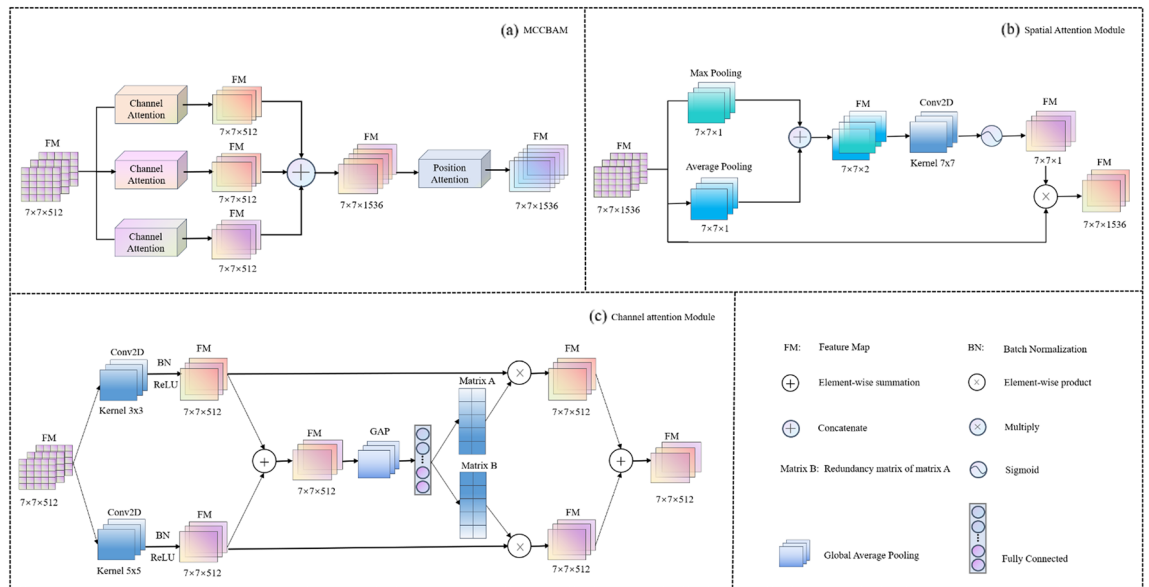 (a) MCCBAM
FM
7×7×512
Channel
Attention
FM
7×7×512
Channel
Attention
FM
7×7×512
Channel
Attention
FM
7×7×512
FM
7×7×1536
Position
Attention
FM
7×7×1536
(b) Spatial Attention Module
FM
7×7×1536
Max Pooling
7×7×1
Average Pooling
7×7×1
FM
7×7×2
Conv2D
Kernel 7x7
FM
7×7×1
FM
7×7×1536
(c) Channel attention Module
FM
7×7×512
Conv2D
Kernel 3x3
BN
ReLU
FM
7×7×512
Conv2D
Kernel 5x5
BN
ReLU
FM
7×7×512
FM
7×7×512
GAP
Matrix A
Matrix B
FM
7×7×512
FM
7×7×512
FM
7×7×512
FM: Feature Map
BN: Batch Normalization
Element-wise summation
Element-wise product
Concatenate
Multiply
Matrix B: Redundancy matrix of matrix A
Sigmoid
Global Average Pooling
Fully Connected